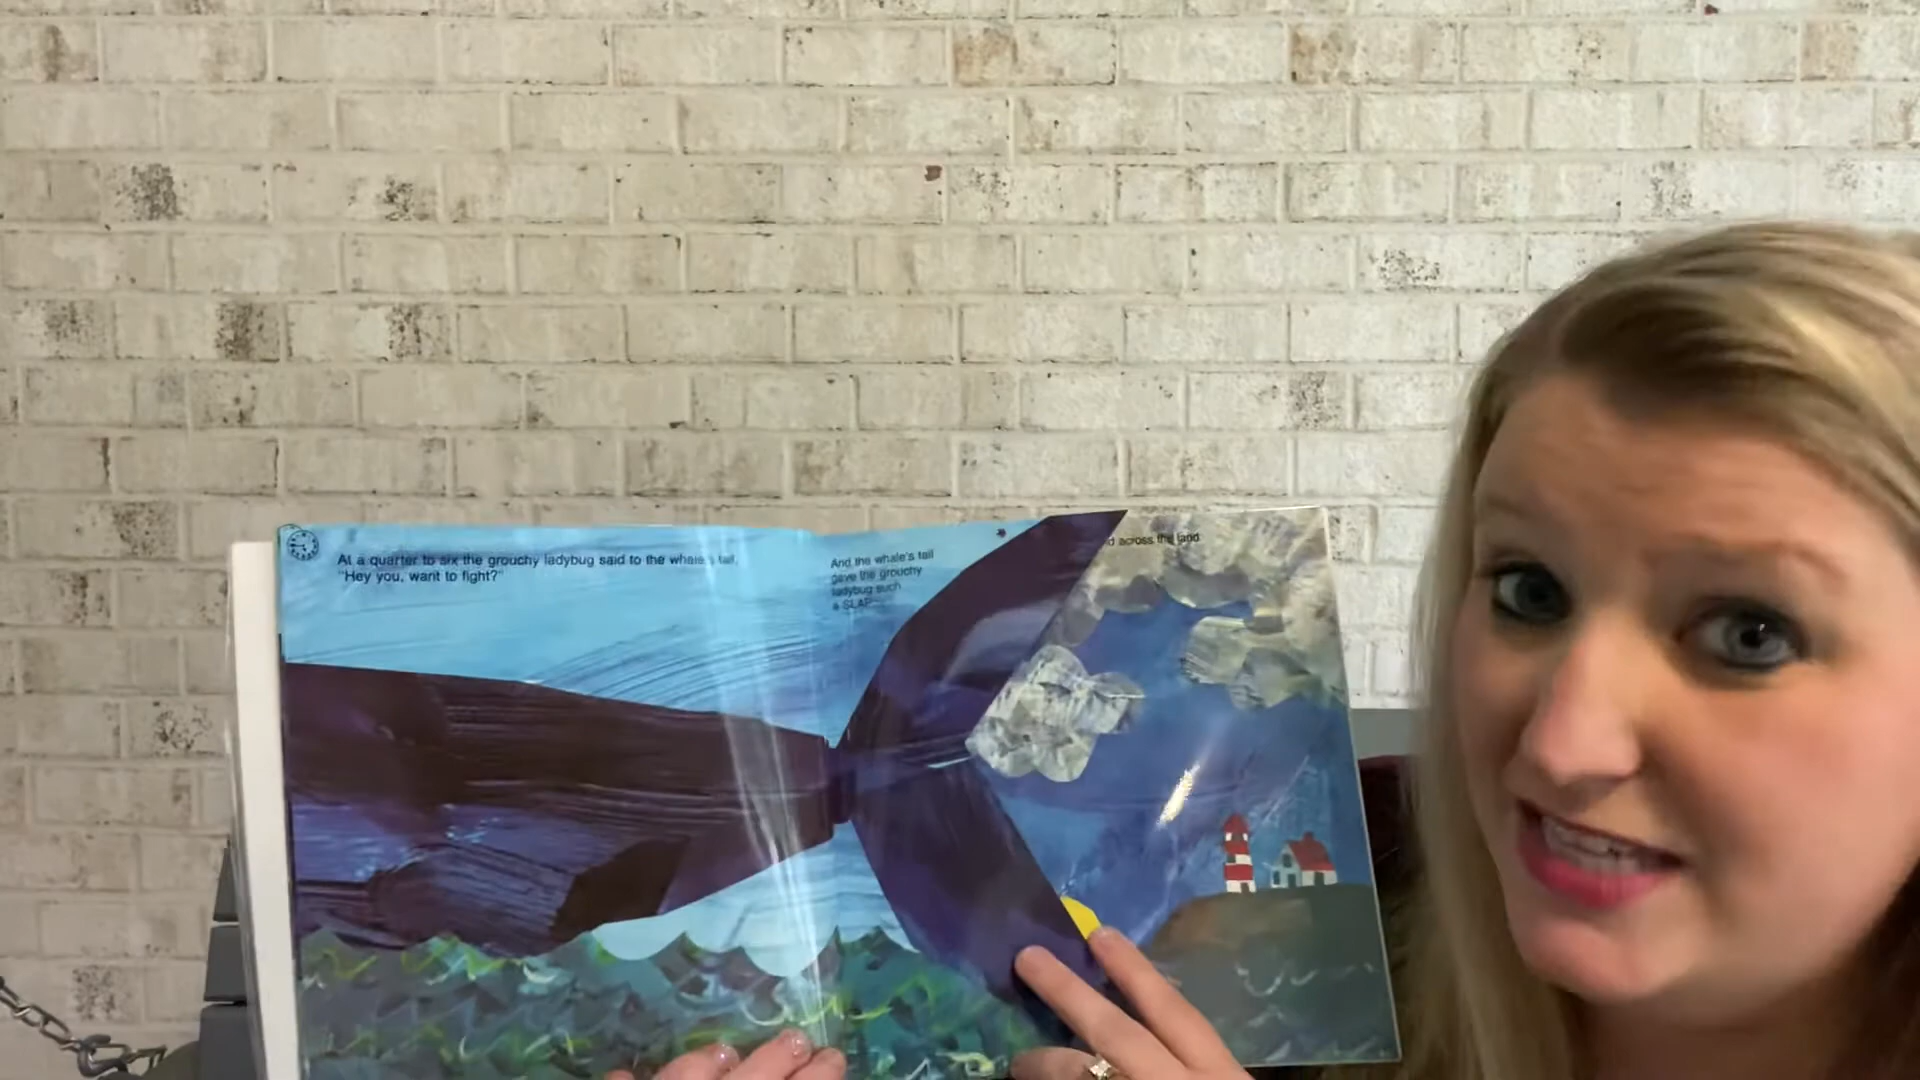 At a quarter to six the grouchy ladybug said to the whale's tail,
"Hey you, want to fight?"
And the whale's tail
gave the grouchy
ladybug such
a SLAP
across the land